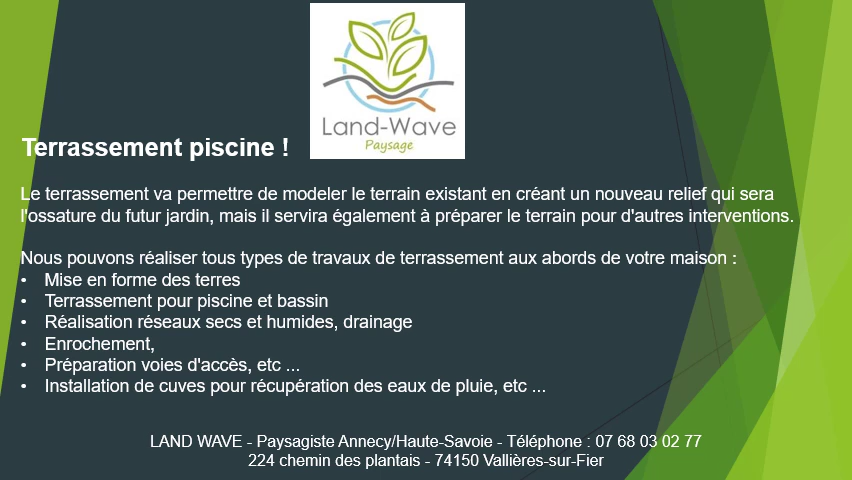 Land-Wave
Paysage
Terrassement piscine !
Le terrassement va permettre de modeler le terrain existant en créant un nouveau relief qui sera
l'ossature du futur jardin, mais il servira également à préparer le terrain pour d'autres interventions.
Nous pouvons réaliser tous types de travaux de terrassement aux abords de votre maison :
• Mise en forme des terres
• Terrassement pour piscine et bassin
• Réalisation réseaux secs et humides, drainage
• Enrochement,
• Préparation voies d'accès, etc ...
• Installation de cuves pour récupération des eaux de pluie, etc ...
LAND WAVE - Paysagiste Annecy/Haute-Savoie - Téléphone : 07 68 03 02 77
224 chemin des plantais - 74150 Vallières-sur-Fier